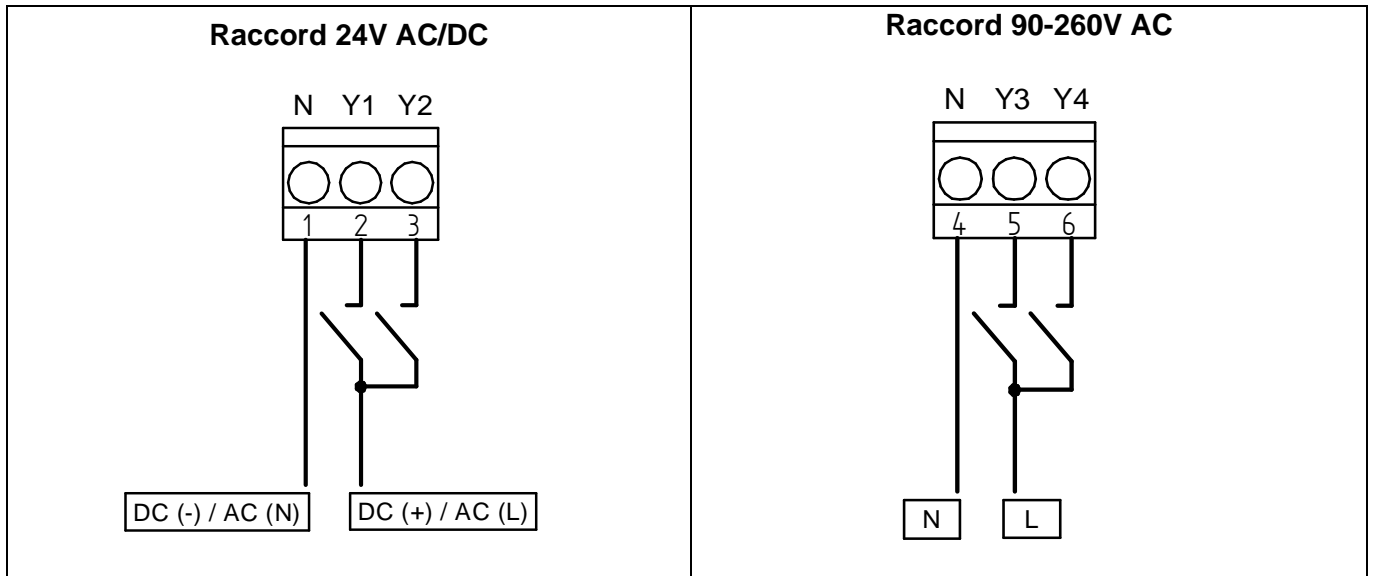 Raccord 24V AC/DC
N Y1 Y2
1 2 3
DC (-) / AC (N)
DC (+) / AC (L)
Raccord 90-260V AC
N Y3 Y4
4 5 6
N
L